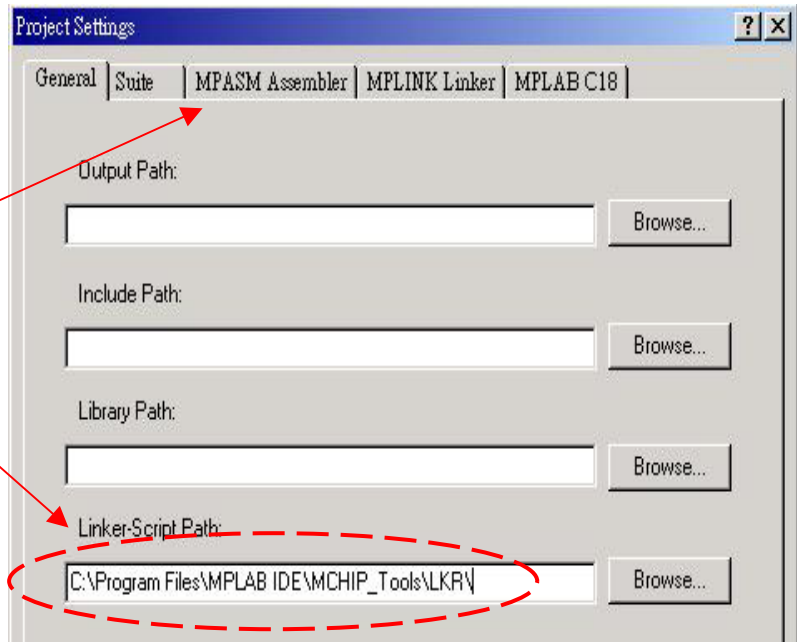 Project Settings
General Suite MPASM Assembler MPLINK Linker MPLAB C18
Output Path:
Browse...
Include Path:
Browse...
Library Path:
Browse...
Linker-Script Path:
C:\Program Files\MPLAB IDE\MCHIP_Tools\LKR\ Browse...